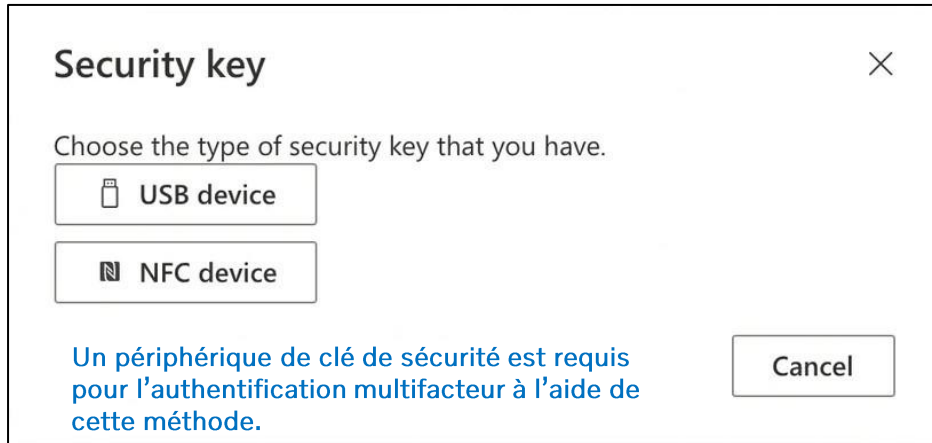 Security key
Choose the type of security key that you have.
USB device
NFC device
Un périphérique de clé de sécurité est requis
pour l’authentification multifacteur à l’aide de
cette méthode.
Cancel